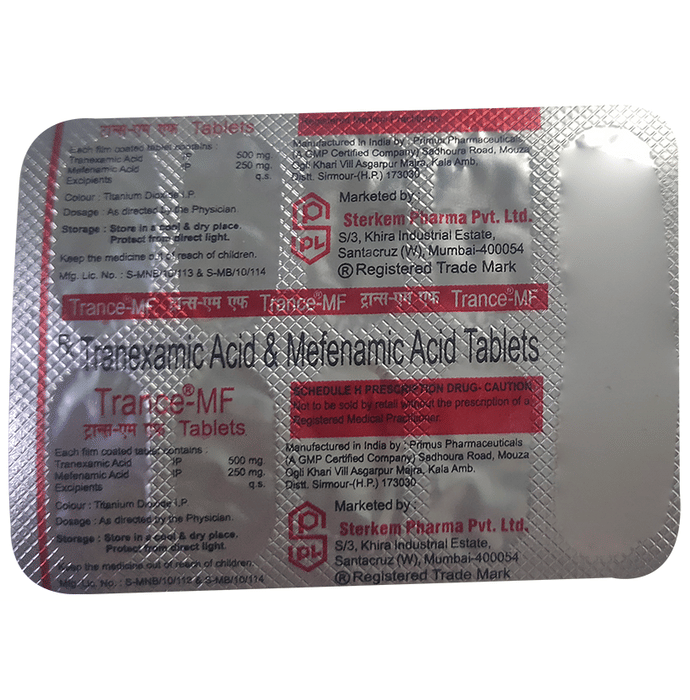 Registered Medical Practitioner.
ट्रान्स-एम एफ Tablets
Each film coated tablet contains :
Tranexamic Acid IP 500 mg.
Mefenamic Acid IP 250 mg.
Excipients q.s.
Colour : Titanium Dioxide I.P.
Dosage : As directed by the Physician
Storage : Store in a cool & dry place.
Protect from direct light.
Keep the medicine out of reach of children.
Mfg. Lic. No. : S-MNB/10/113 & S-MB/10/114
Manufactured in India by : Primus Pharmaceuticals
(A GMP Certified Company) Sadhoura Road, Mouza
Ogli Khari Vill Asgarpur Majra, Kala Amb.
Distt. Sirmour-(H.P.) 173030
Marketed by :
Sterkem Pharma Pvt. Ltd.
S/3, Khira Industrial Estate,
Santacruz (W), Mumbai-400054
® Registered Trade Mark
SPL
Trance®-MF ट्रान्स-एम एफ Trance®-MF ट्रान्स-एम एफ Trance®-MF
Rx Tranexamic Acid & Mefenamic Acid Tablets
Trance®-MF
ट्रान्स-एम एफ Tablets
Each film coated tablet contains :
Tranexamic Acid IP 500 mg.
Mefenamic Acid IP 250 mg.
Excipients q.s.
Colour : Titanium Dioxide I.P.
Dosage : As directed by the Physician.
Storage : Store in a cool & dry place.
Protect from direct light.
Keep the medicine out of reach of children.
Mfg. Lic. No. : S-MNB/10/113 & S-MB/10/114
SCHEDULE H PRESCRIPTION DRUG- CAUTION
Not to be sold by retail without the prescription of a
Registered Medical Practitioner.
Manufactured in India by : Primus Pharmaceuticals
(A GMP Certified Company) Sadhoura Road, Mouza
Ogli Khari Vill Asgarpur Majra, Kala Amb.
Distt. Sirmour-(H.P.) 173030
Marketed by :
Sterkem Pharma Pvt. Ltd.
S/3, Khira Industrial Estate,
Santacruz (W), Mumbai-400054
® Registered Trade Mark
SPL